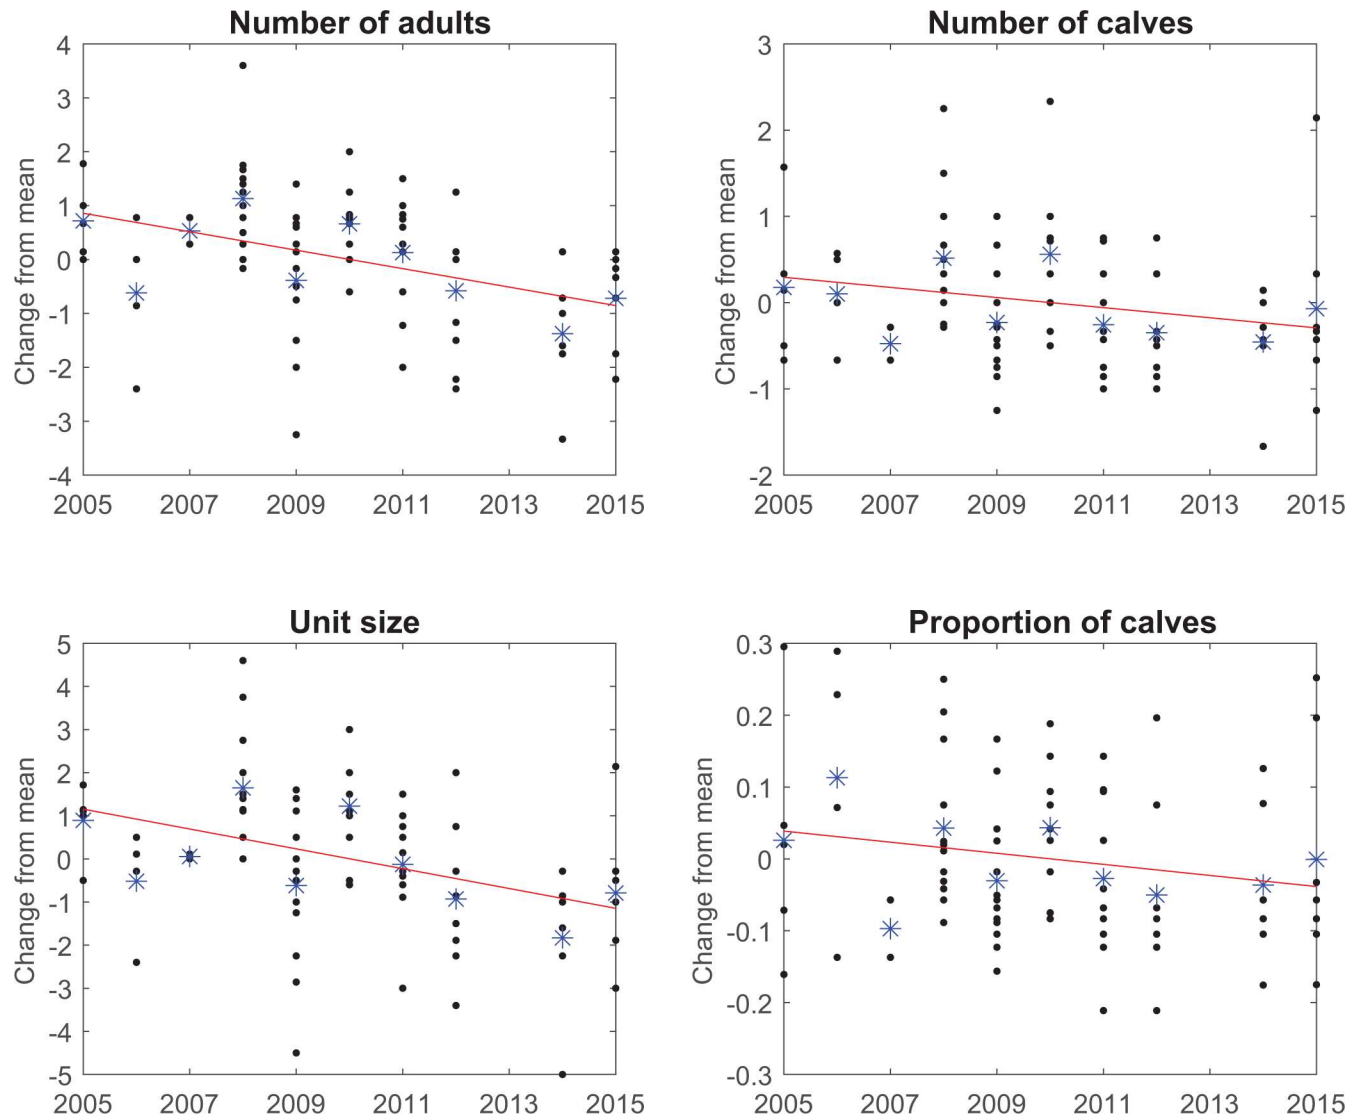 Number of adults
Change from mean
4
3
2
1
0
-1
-2
-3
-4
2005 2007 2009 2011 2013 2015
Number of calves
Change from mean
3
2
1
0
-1
-2
2005 2007 2009 2011 2013 2015
Unit size
Change from mean
5
4
3
2
1
0
-1
-2
-3
-4
-5
2005 2007 2009 2011 2013 2015
Proportion of calves
Change from mean
0.3
0.2
0.1
0
-0.1
-0.2
-0.3
2005 2007 2009 2011 2013 2015